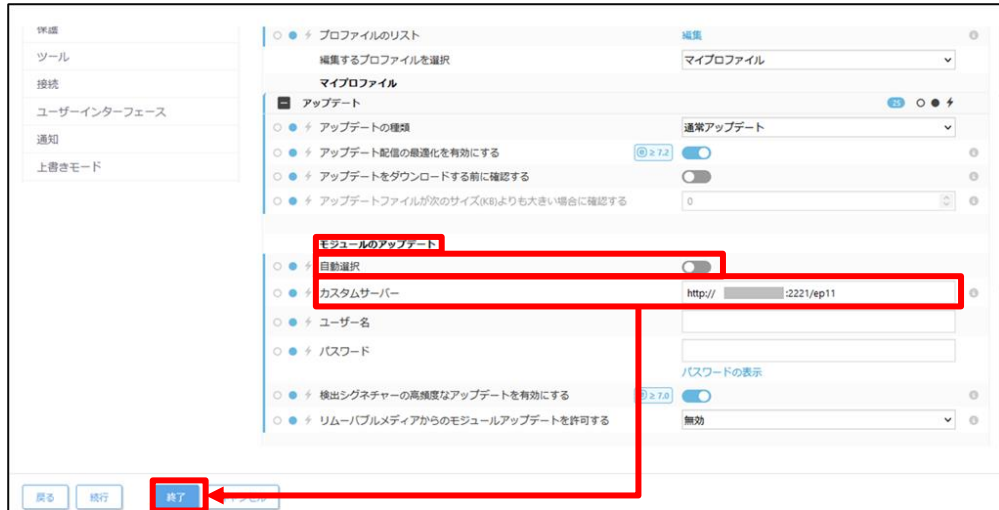 保護
ツール
接続
ユーザーインターフェース
通知
上書きモード
プロファイルのリスト 編集
編集するプロファイルを選択 マイプロファイル
マイプロファイル
アップデート 25
アップデートの種類 通常アップデート
アップデート配信の最適化を有効にする ≥ 7.2
アップデートをダウンロードする前に確認する
アップデートファイルが次のサイズ(KB)よりも大きい場合に確認する 0
モジュールのアップデート
自動選択
カスタムサーバー http:// :2221/ep11
ユーザー名
パスワード
パスワードの表示
検出シグネチャーの高頻度なアップデートを有効にする ≥ 7.0
リムーバブルメディアからのモジュールアップデートを許可する 無効
戻る 続行 終了